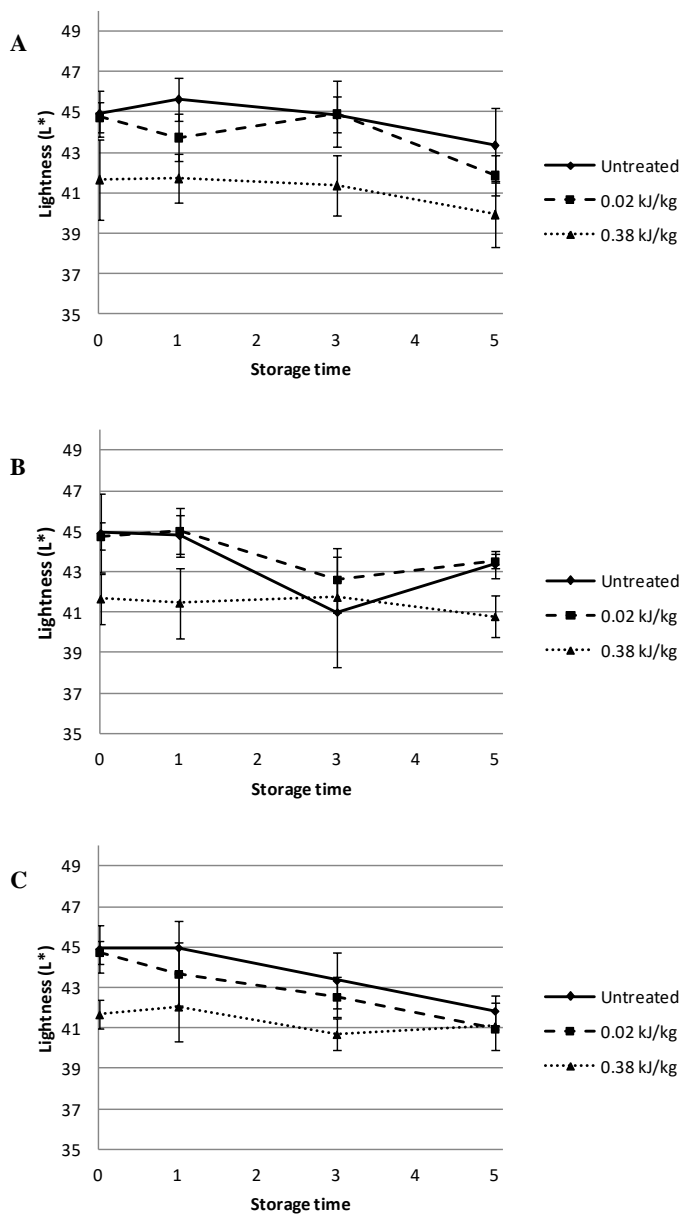 A
49
47
45
43
41
39
37
35
Lightness (L*)
0 1 2 3 4 5
Storage time
Untreated
0.02 kJ/kg
0.38 kJ/kg
B
49
47
45
43
41
39
37
35
Lightness (L*)
0 1 2 3 4 5
Storage time
Untreated
0.02 kJ/kg
0.38 kJ/kg
C
49
47
45
43
41
39
37
35
Lightness (L*)
0 1 2 3 4 5
Storage time
Untreated
0.02 kJ/kg
0.38 kJ/kg